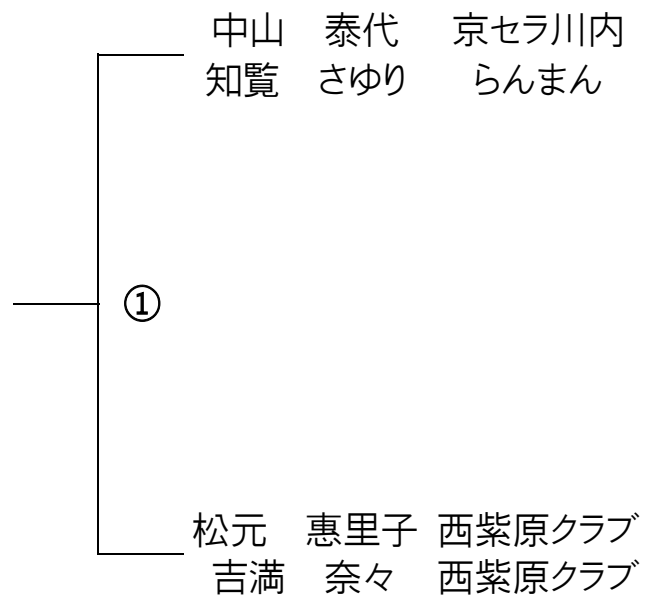 中山　泰代　京セラ川内
知覧　さゆり　らんまん
①
松元　惠里子　西紫原クラブ
吉満　奈々　西紫原クラブ